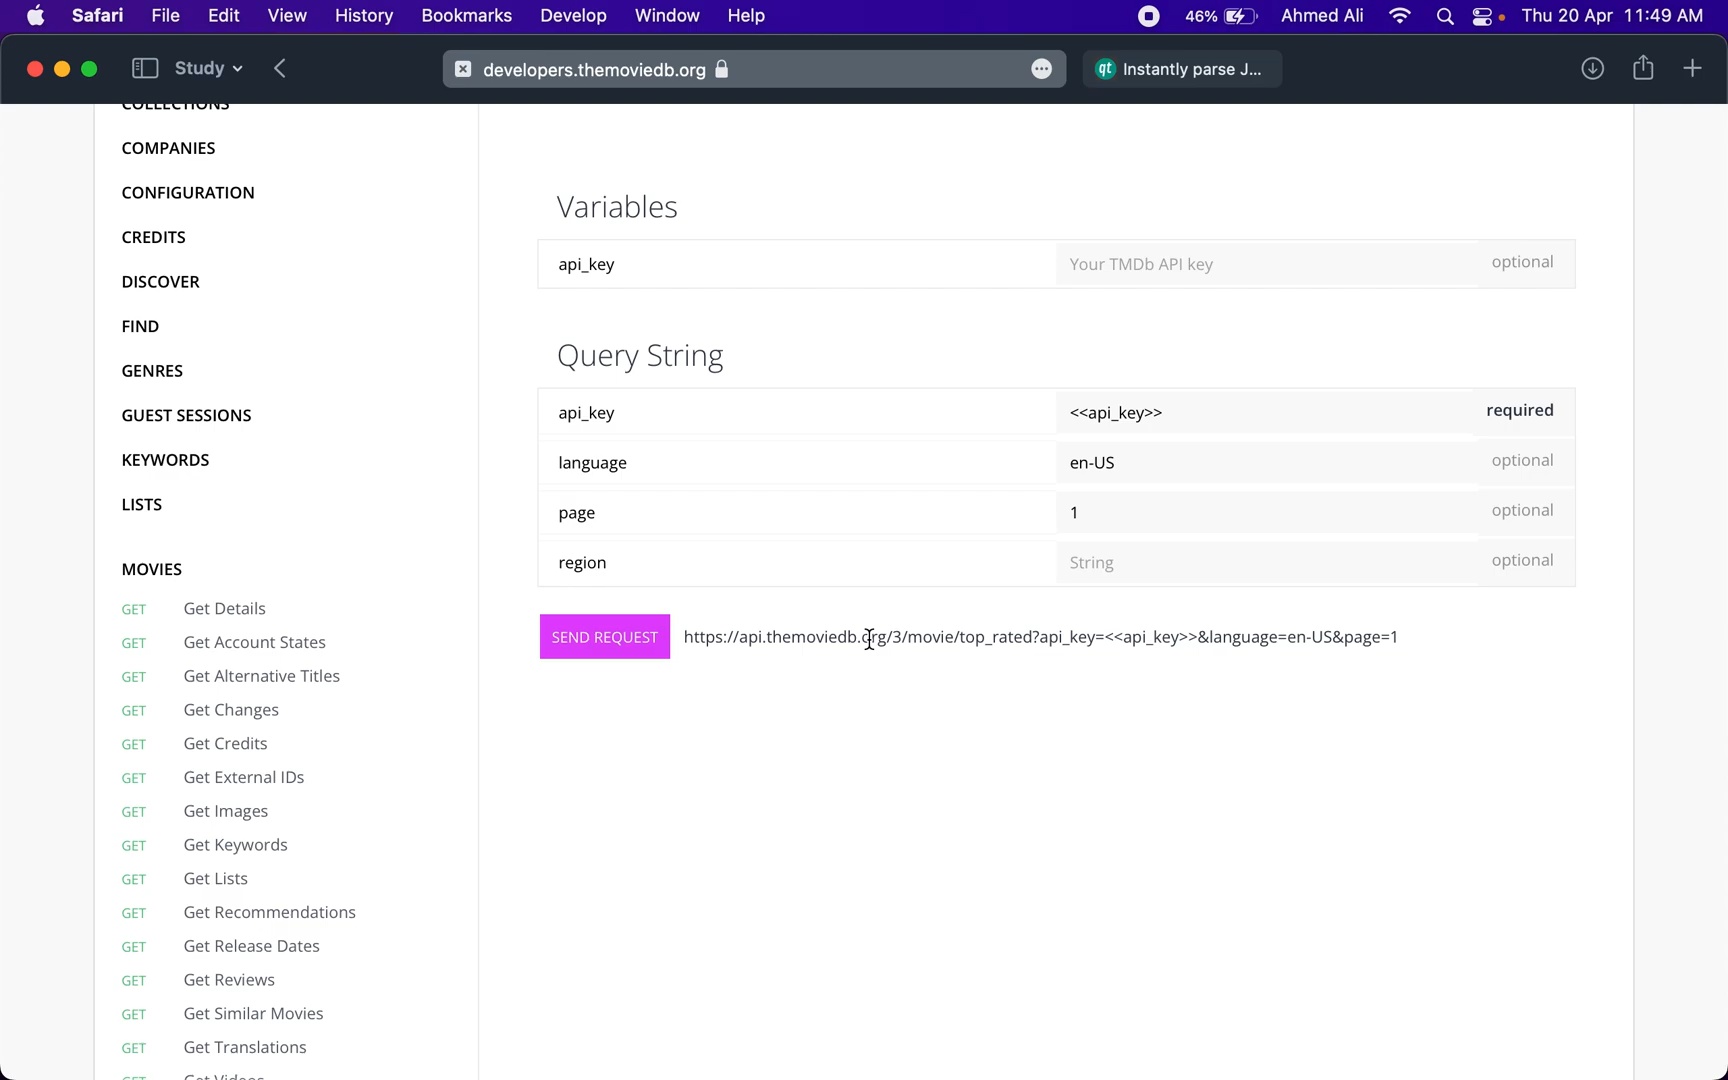 Safari File Edit View History Bookmarks Develop Window Help 46% Ahmed Ali Thu 20 Apr 11:49 AM
Study developers.themoviedb.org qt Instantly parse J...
COLLECTIONS
COMPANIES
CONFIGURATION
CREDITS
DISCOVER
FIND
GENRES
GUEST SESSIONS
KEYWORDS
LISTS
MOVIES
GET Get Details
GET Get Account States
GET Get Alternative Titles
GET Get Changes
GET Get Credits
GET Get External IDs
GET Get Images
GET Get Keywords
GET Get Lists
GET Get Recommendations
GET Get Release Dates
GET Get Reviews
GET Get Similar Movies
GET Get Translations
GET Get Videos
Variables
api_key Your TMDb API key optional
Query String
api_key <<api_key>> required
language en-US optional
page 1 optional
region String optional
SEND REQUEST https://api.themoviedb.org/3/movie/top_rated?api_key=<<api_key>>&language=en-US&page=1